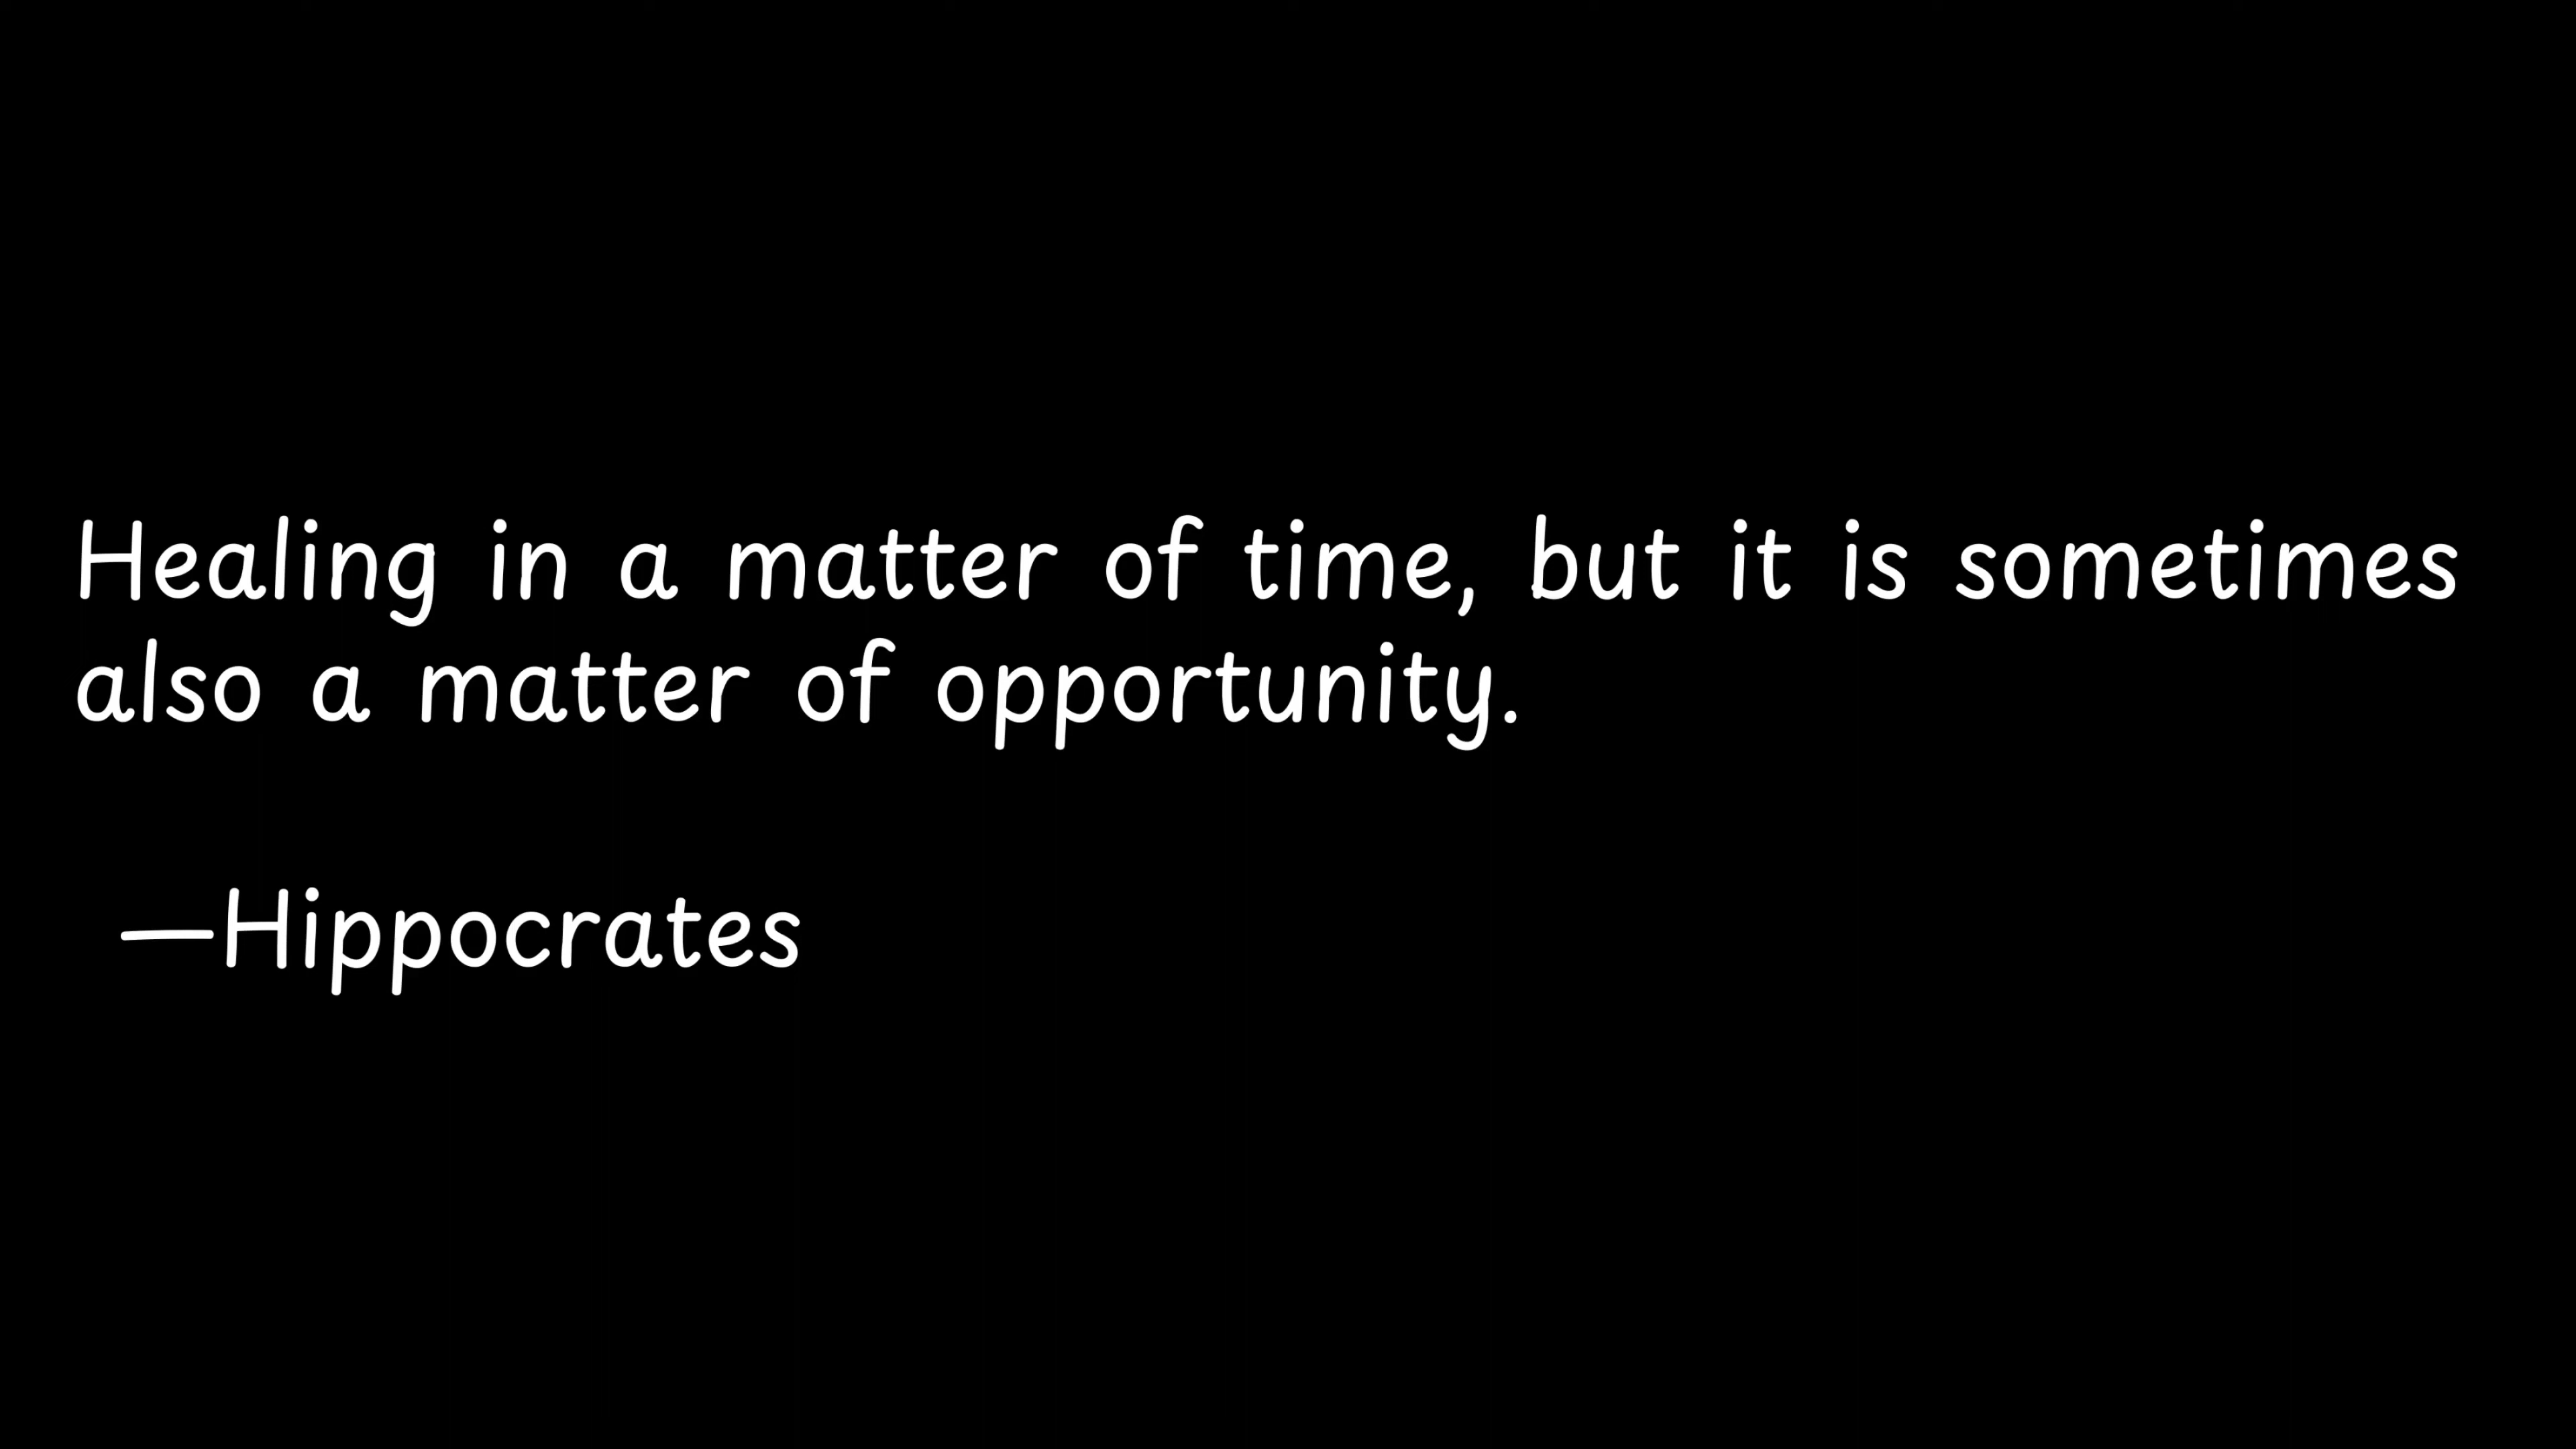 Healing in a matter of time, but it is sometimes
also a matter of opportunity.
—Hippocrates